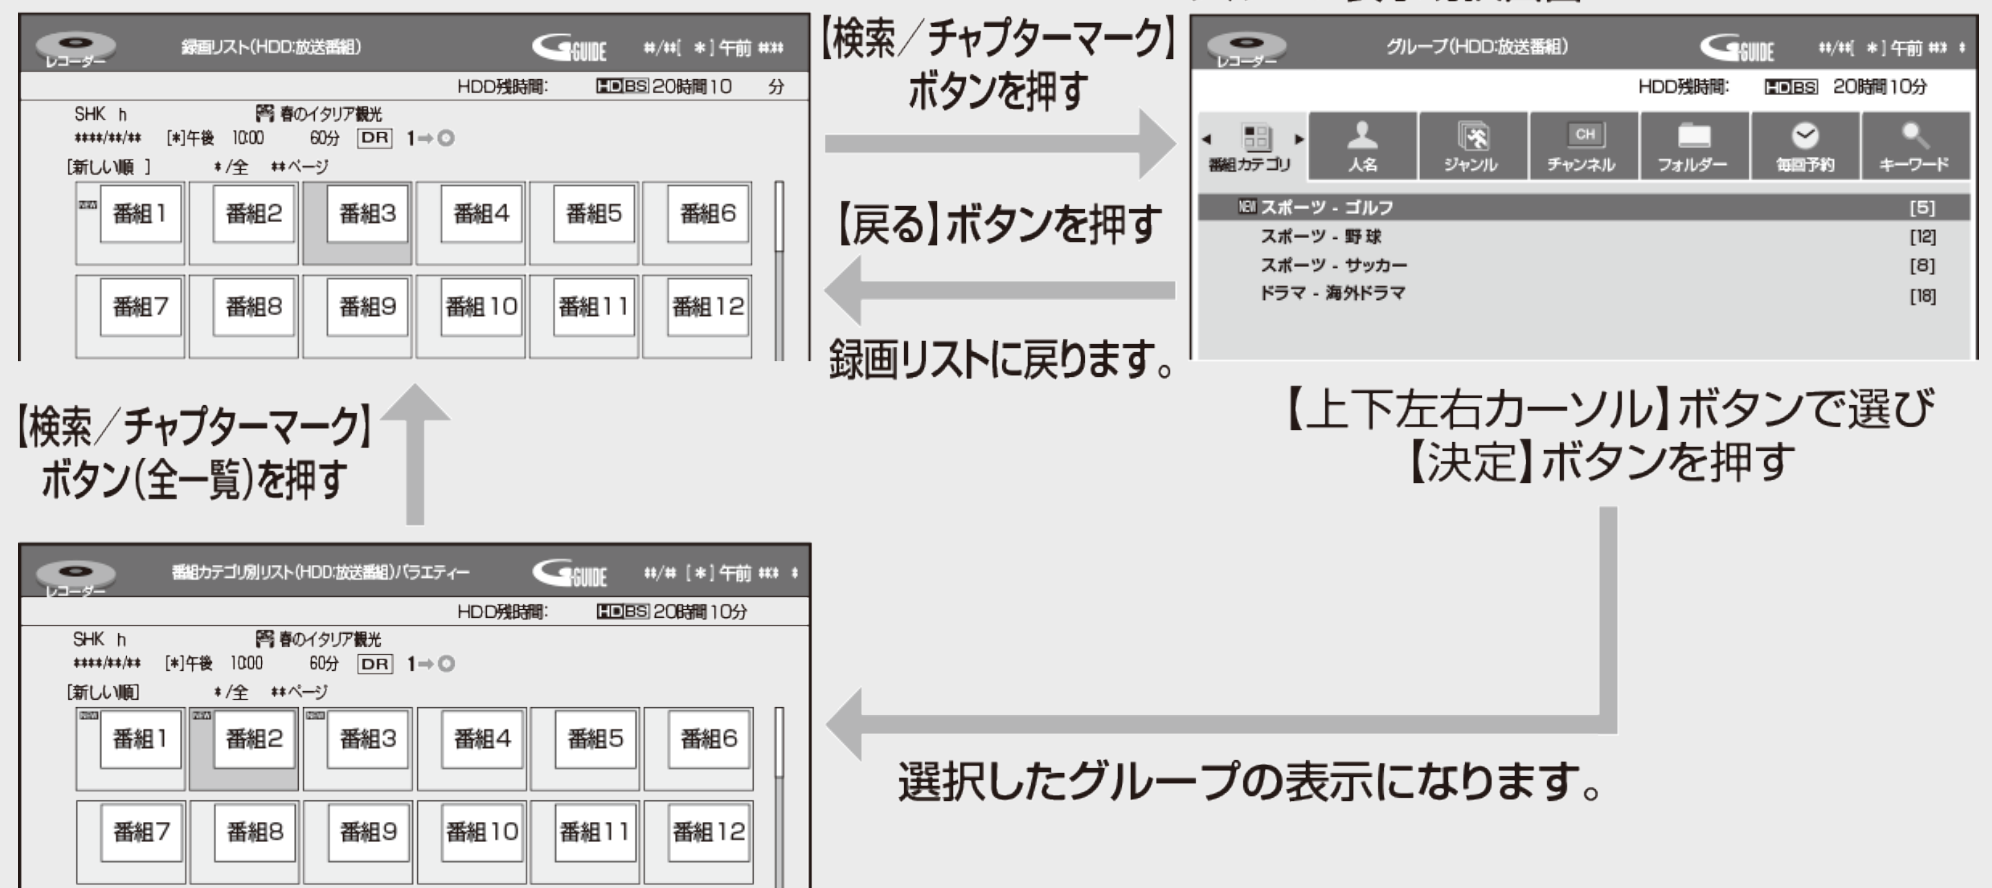 レコーダー 録画リスト(HDD:放送番組) G-GUIDE **/**[ *]午前 **:**
HDD残時間: HD BS 20時間10 分
SHK h 春のイタリア観光
****/**/** [*]午後 10:00 60分 DR 1→
[新しい順 ] */全 **ページ
NEW 番組1 番組2 番組3 番組4 番組5 番組6
番組7 番組8 番組9 番組10 番組11 番組12
【検索/チャプターマーク】
ボタンを押す
【戻る】ボタンを押す
録画リストに戻ります。
レコーダー グループ(HDD:放送番組) G-GUIDE **/**[ *]午前
HDD残時間: HD BS 20時間10分
番組カテゴリ 人名 ジャンル CH チャンネル フォルダー 毎回予約 キーワード
NEW スポーツ - ゴルフ [5]
スポーツ - 野球 [12]
スポーツ - サッカー [8]
ドラマ - 海外ドラマ [18]
【上下左右カーソル】ボタンで選び
【決定】ボタンを押す
【検索/チャプターマーク】
ボタン(全一覧)を押す
レコーダー 番組カテゴリ別リスト(HDD:放送番組)バラエティー G-GUIDE **/** [*]午前
HDD残時間: HD BS 20時間10分
SHK h 春のイタリア観光
****/**/** [*]午後 10:00 60分 DR 1→
[新しい順] */全 **ページ
NEW 番組1 NEW 番組2 NEW 番組3 番組4 番組5 番組6
番組7 番組8 番組9 番組10 番組11 番組12
選択したグループの表示になります。